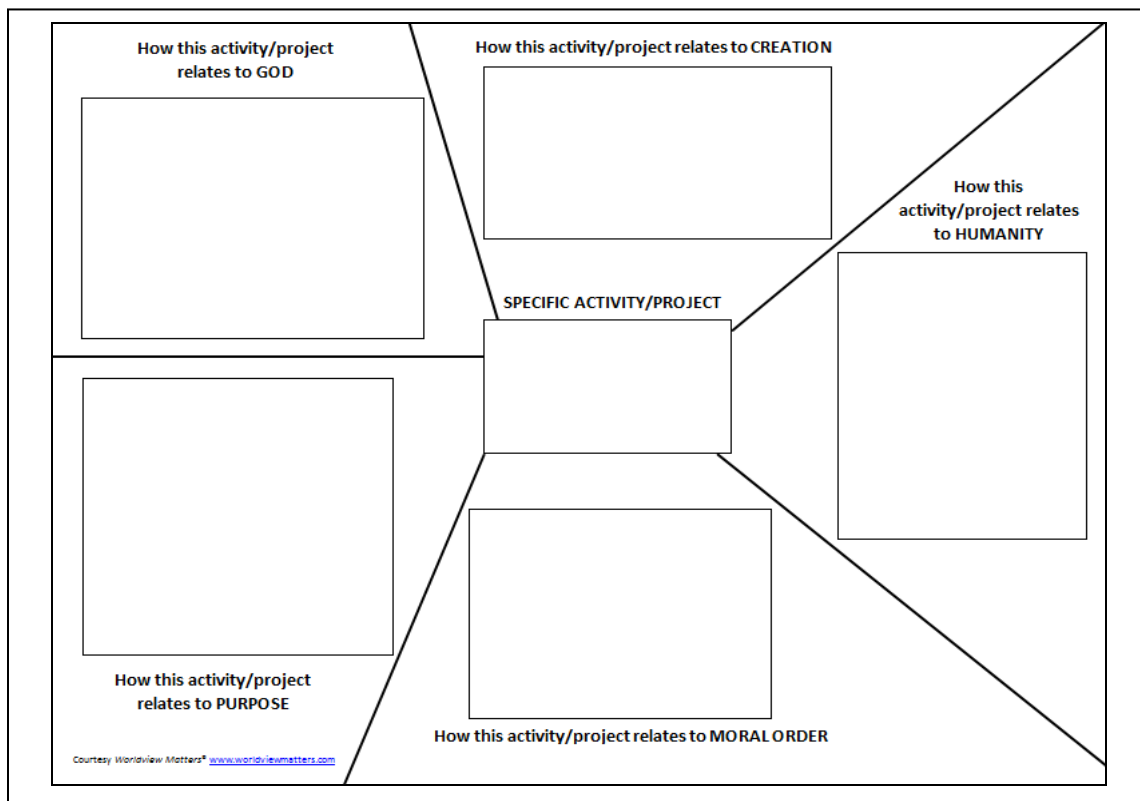 How this activity/project
relates to GOD
How this activity/project relates to CREATION
How this
activity/project relates
to HUMANITY
SPECIFIC ACTIVITY/PROJECT
How this activity/project
relates to PURPOSE
How this activity/project relates to MORAL ORDER
Courtesy Worldview Matters® www.worldviewmatters.com